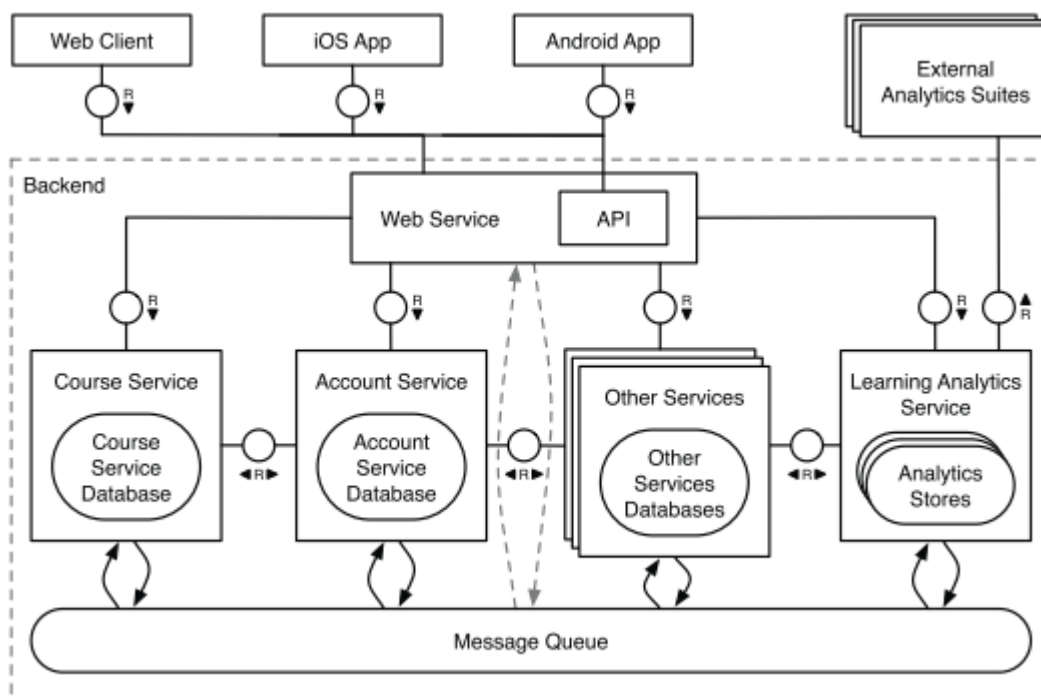 Web Client
iOS App
Android App
External
Analytics Suites
R
R
R
Backend
Web Service
API
R
R
R
R
R
Course Service
Course
Service
Database
Account Service
Account
Service
Database
Other Services
Other
Services
Databases
Learning Analytics
Service
Analytics
Stores
R
R
R
Message Queue